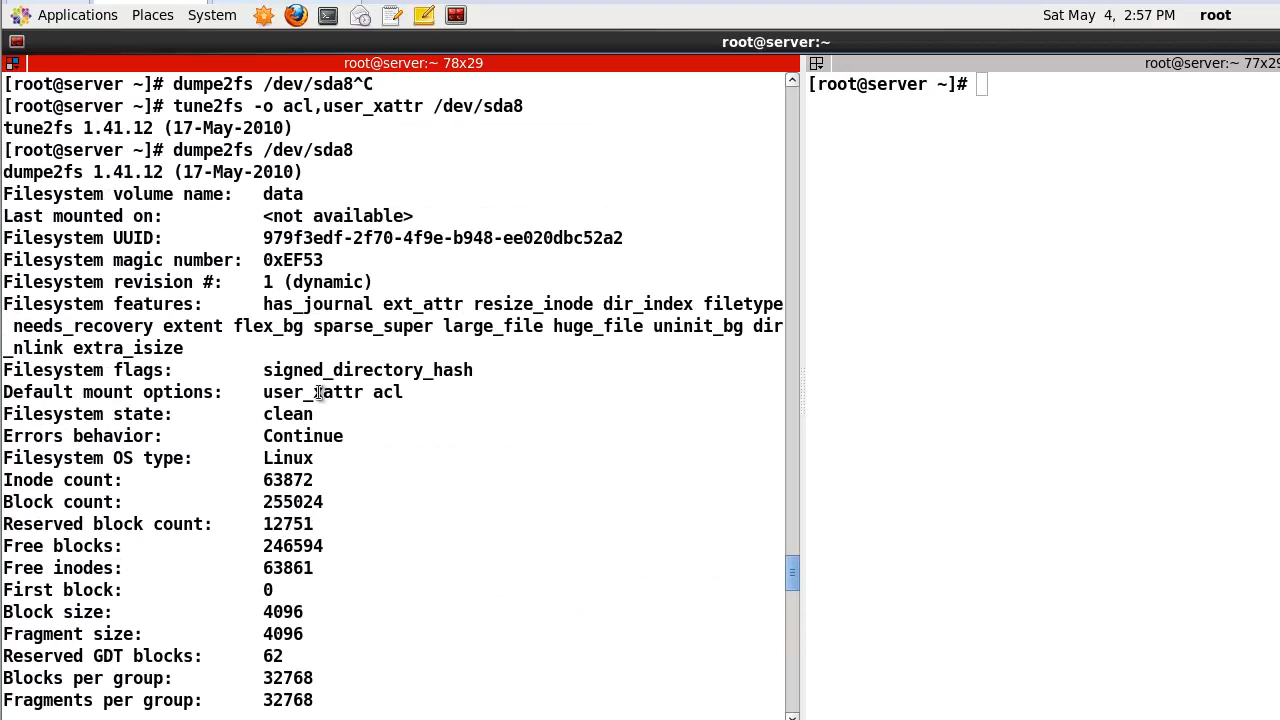 Applications Places System Sat May 4, 2:57 PM root
root@server:~
root@server:~ 78x29
[root@server ~]# dumpe2fs /dev/sda8^C
[root@server ~]# tune2fs -o acl,user_xattr /dev/sda8
tune2fs 1.41.12 (17-May-2010)
[root@server ~]# dumpe2fs /dev/sda8
dumpe2fs 1.41.12 (17-May-2010)
Filesystem volume name: data
Last mounted on: <not available>
Filesystem UUID: 979f3edf-2f70-4f9e-b948-ee020dbc52a2
Filesystem magic number: 0xEF53
Filesystem revision #: 1 (dynamic)
Filesystem features: has_journal ext_attr resize_inode dir_index filetype
needs_recovery extent flex_bg sparse_super large_file huge_file uninit_bg dir
_nlink extra_isize
Filesystem flags: signed_directory_hash
Default mount options: user_xattr acl
Filesystem state: clean
Errors behavior: Continue
Filesystem OS type: Linux
Inode count: 63872
Block count: 255024
Reserved block count: 12751
Free blocks: 246594
Free inodes: 63861
First block: 0
Block size: 4096
Fragment size: 4096
Reserved GDT blocks: 62
Blocks per group: 32768
Fragments per group: 32768
root@server:~ 77x29
[root@server ~]#